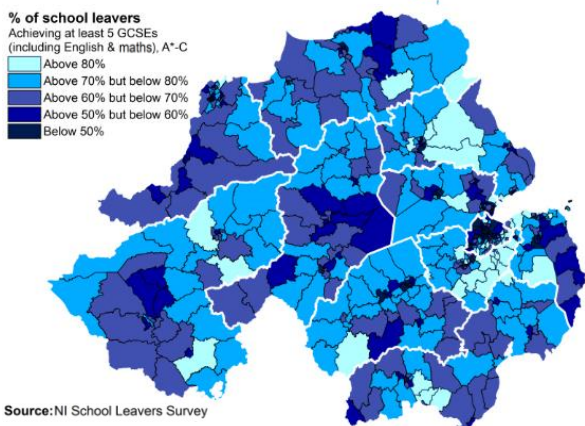 % of school leavers
Achieving at least 5 GCSEs
(including English & maths), A*-C
Above 80%
Above 70% but below 80%
Above 60% but below 70%
Above 50% but below 60%
Below 50%
Source: NI School Leavers Survey